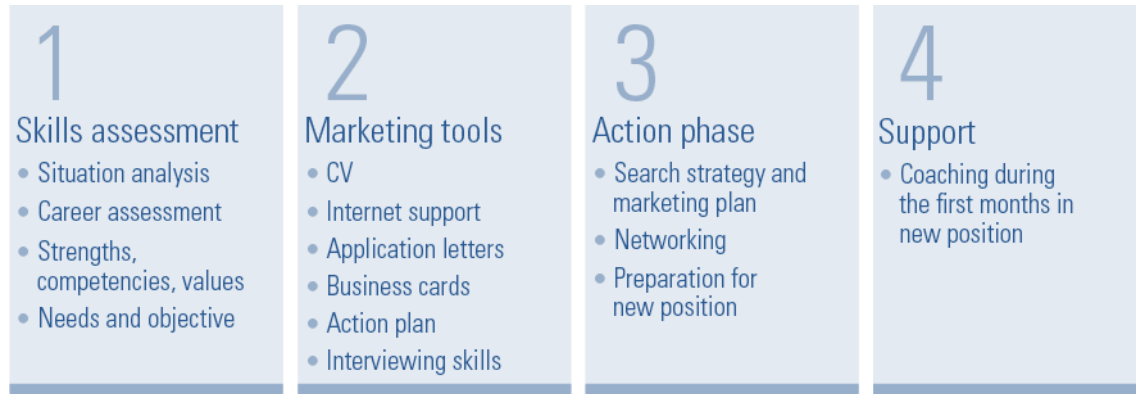 1
Skills assessment
• Situation analysis
• Career assessment
• Strengths,
competencies, values
• Needs and objective
2
Marketing tools
• CV
• Internet support
• Application letters
• Business cards
• Action plan
• Interviewing skills
3
Action phase
• Search strategy and
marketing plan
• Networking
• Preparation for
new position
4
Support
• Coaching during
the first months in
new position